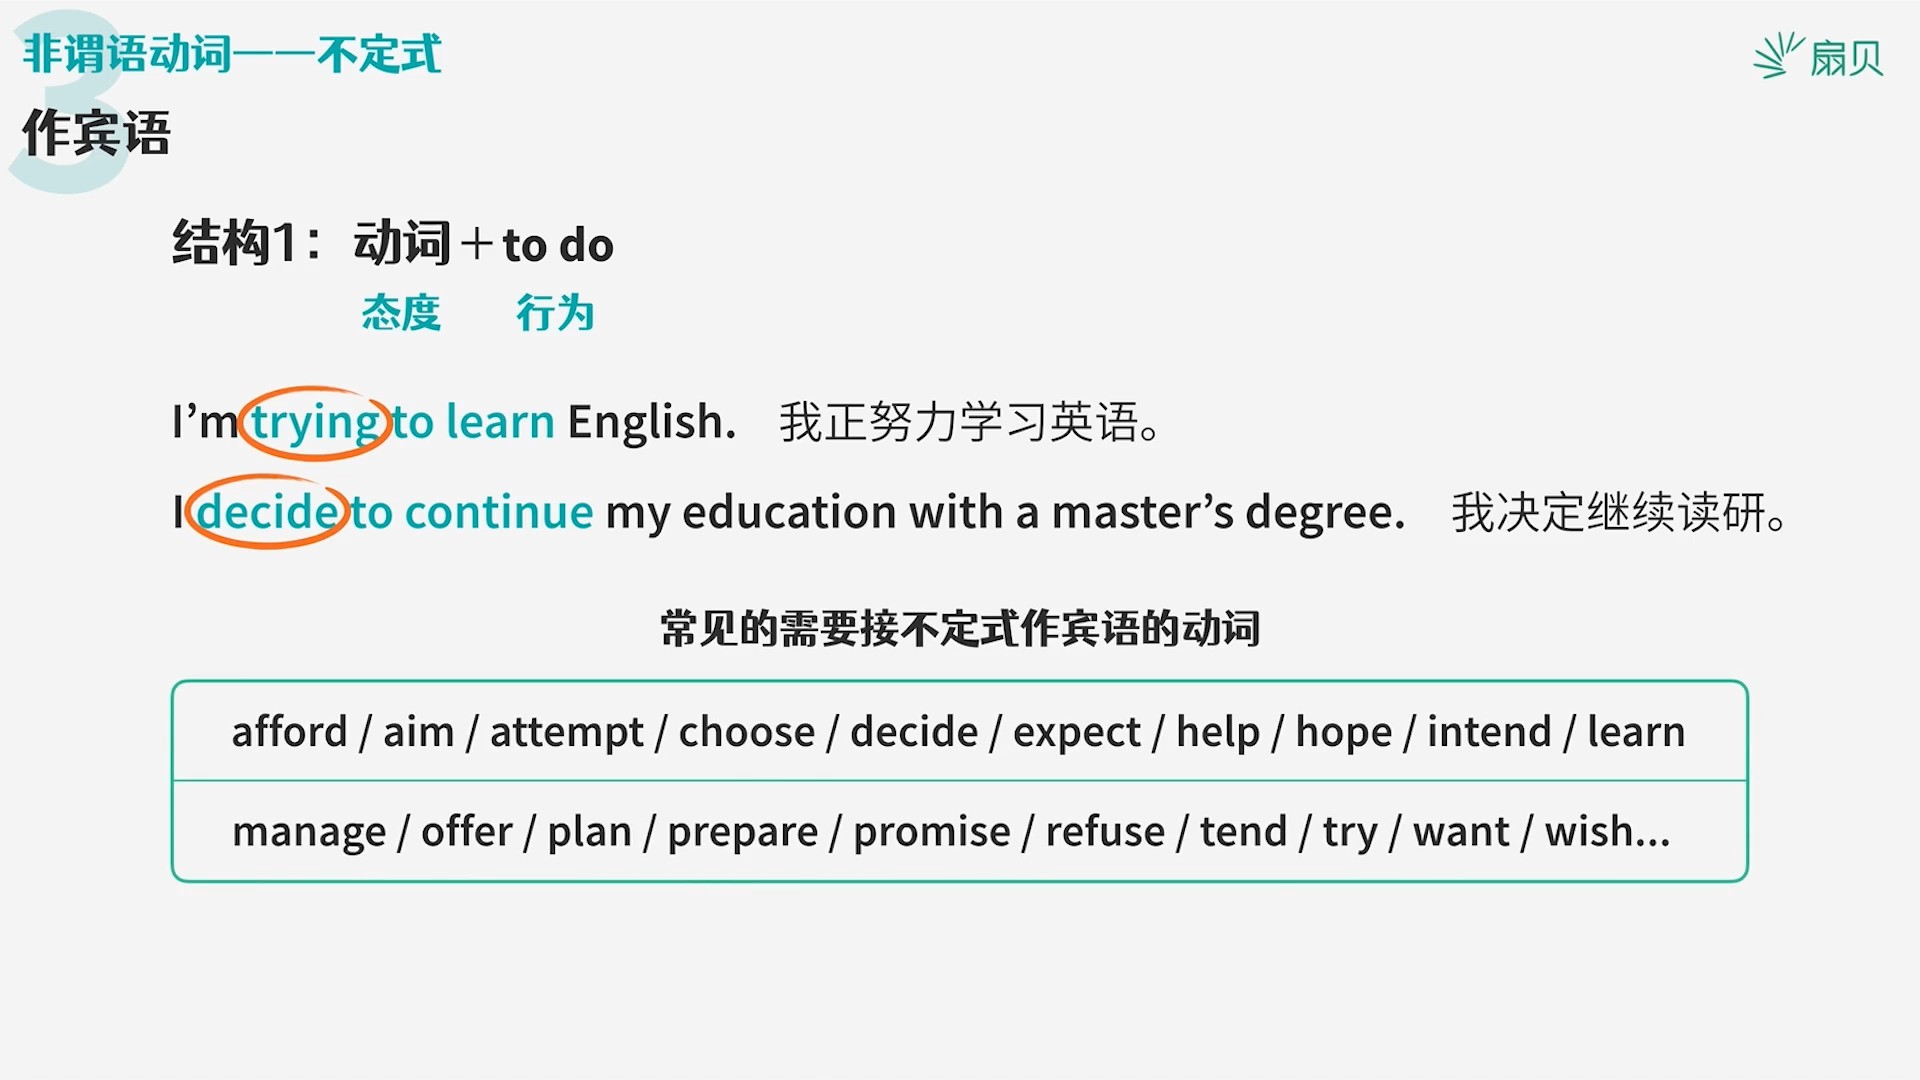 3
非谓语动词——不定式
扇贝
作宾语
结构1：动词＋to do
态度 行为
I’m trying to learn English. 我正努力学习英语。
I decide to continue my education with a master’s degree. 我决定继续读研。
常见的需要接不定式作宾语的动词
afford / aim / attempt / choose / decide / expect / help / hope / intend / learn
manage / offer / plan / prepare / promise / refuse / tend / try / want / wish...